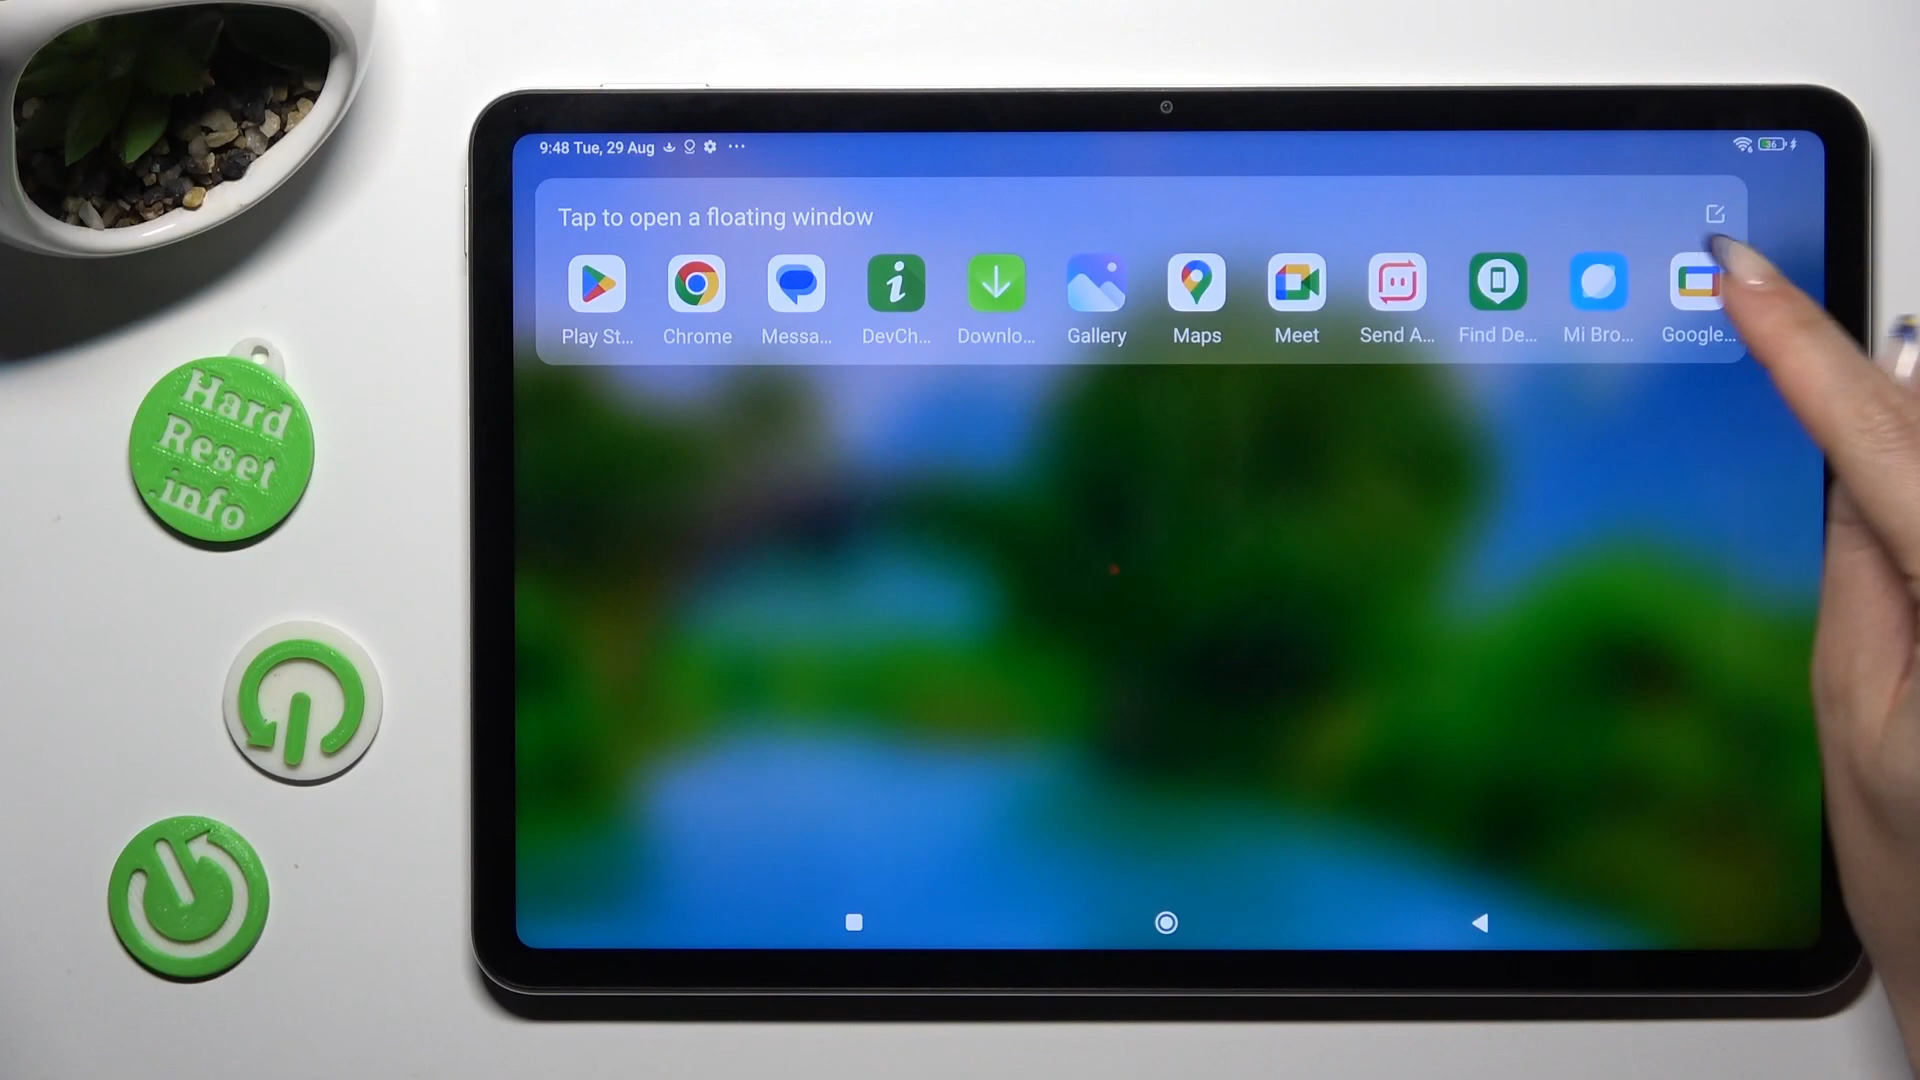 Hard
Reset
.info
9:48 Tue, 29 Aug ...
36
Tap to open a floating window
Play St...
Chrome
Messa...
DevCh...
Downlo...
Gallery
Maps
Meet
Send A...
Find De...
Mi Bro...
Google...